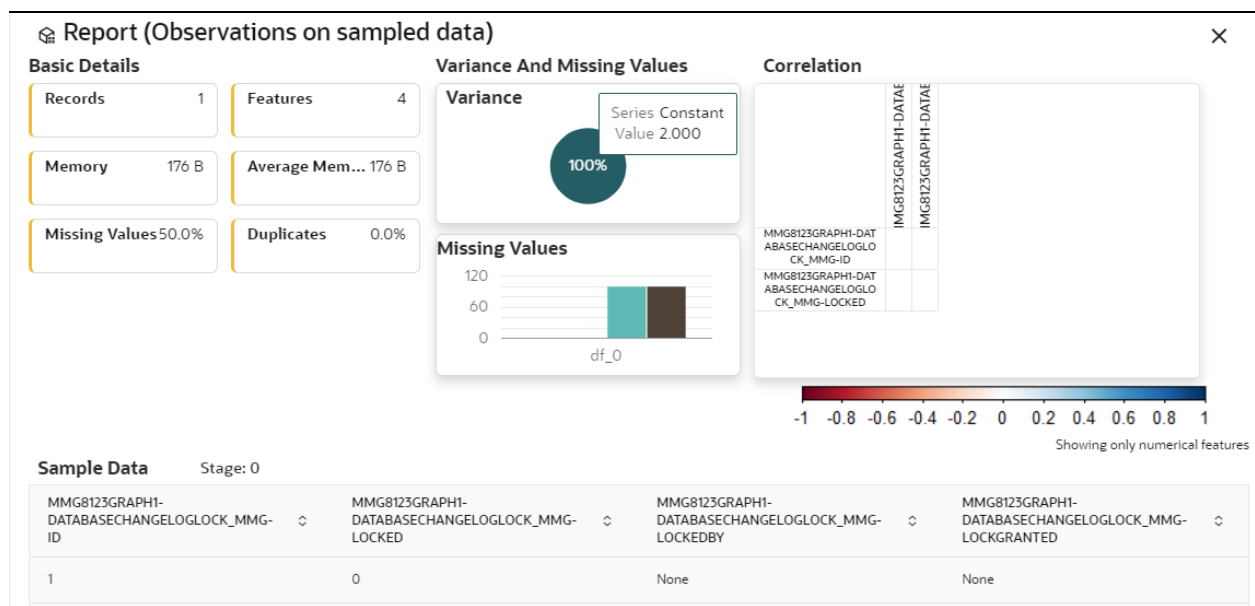 Report (Observations on sampled data)
Basic Details
Records 1
Features 4
Memory 176 B
Average Mem... 176 B
Missing Values 50.0%
Duplicates 0.0%
Variance And Missing Values
Variance
Series Constant
Value 2.000
100%
Missing Values
120
60
0
df_0
Correlation
IMG8123GRAPH1-DATAE
IMG8123GRAPH1-DATAE
MMG8123GRAPH1-DAT
ABASECHANGELOGLO
CK_MMG-ID
MMG8123GRAPH1-DAT
ABASECHANGELOGLO
CK_MMG-LOCKED
-1 -0.8 -0.6 -0.4 -0.2 0 0.2 0.4 0.6 0.8 1
Showing only numerical features
Sample Data Stage: 0
MMG8123GRAPH1-
DATABASECHANGELOGLOCK_MMG-
ID
MMG8123GRAPH1-
DATABASECHANGELOGLOCK_MMG-
LOCKED
MMG8123GRAPH1-
DATABASECHANGELOGLOCK_MMG-
LOCKEDBY
MMG8123GRAPH1-
DATABASECHANGELOGLOCK_MMG-
LOCKGRANTED
1 0 None None